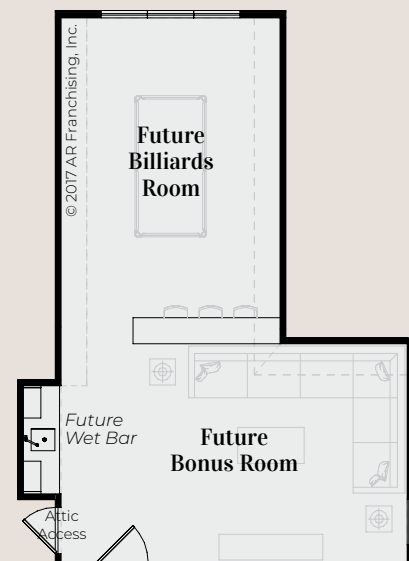 © 2017 AR Franchising, Inc.
Future
Billiards
Room
Future
Wet Bar
Future
Bonus Room
Attic
Access